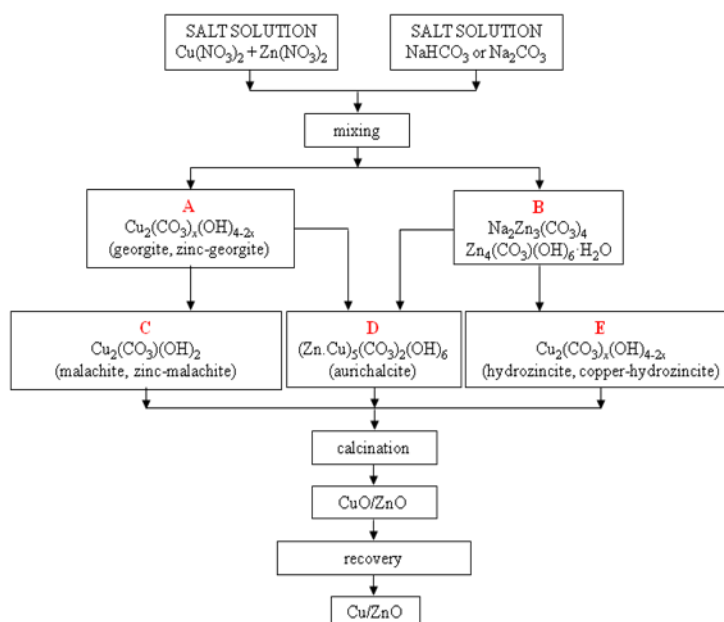 SALT SOLUTION
Cu(NO₃)₂ + Zn(NO₃)₂
SALT SOLUTION
NaHCO₃ or Na₂CO₃
mixing
A
Cu₂(CO₃)ₓ(OH)₄₋₂ₓ
(georgite, zinc-georgite)
B
Na₂Zn₃(CO₃)₄
Zn₄(CO₃)(OH)₆·H₂O
C
Cu₂(CO₃)(OH)₂
(malachite, zinc-malachite)
D
(Zn.Cu)₅(CO₃)₂(OH)₆
(aurichalcite)
E
Cu₂(CO₃)ₓ(OH)₄₋₂ₓ
(hydrozincite, copper-hydrozincite)
calcination
CuO/ZnO
recovery
Cu/ZnO